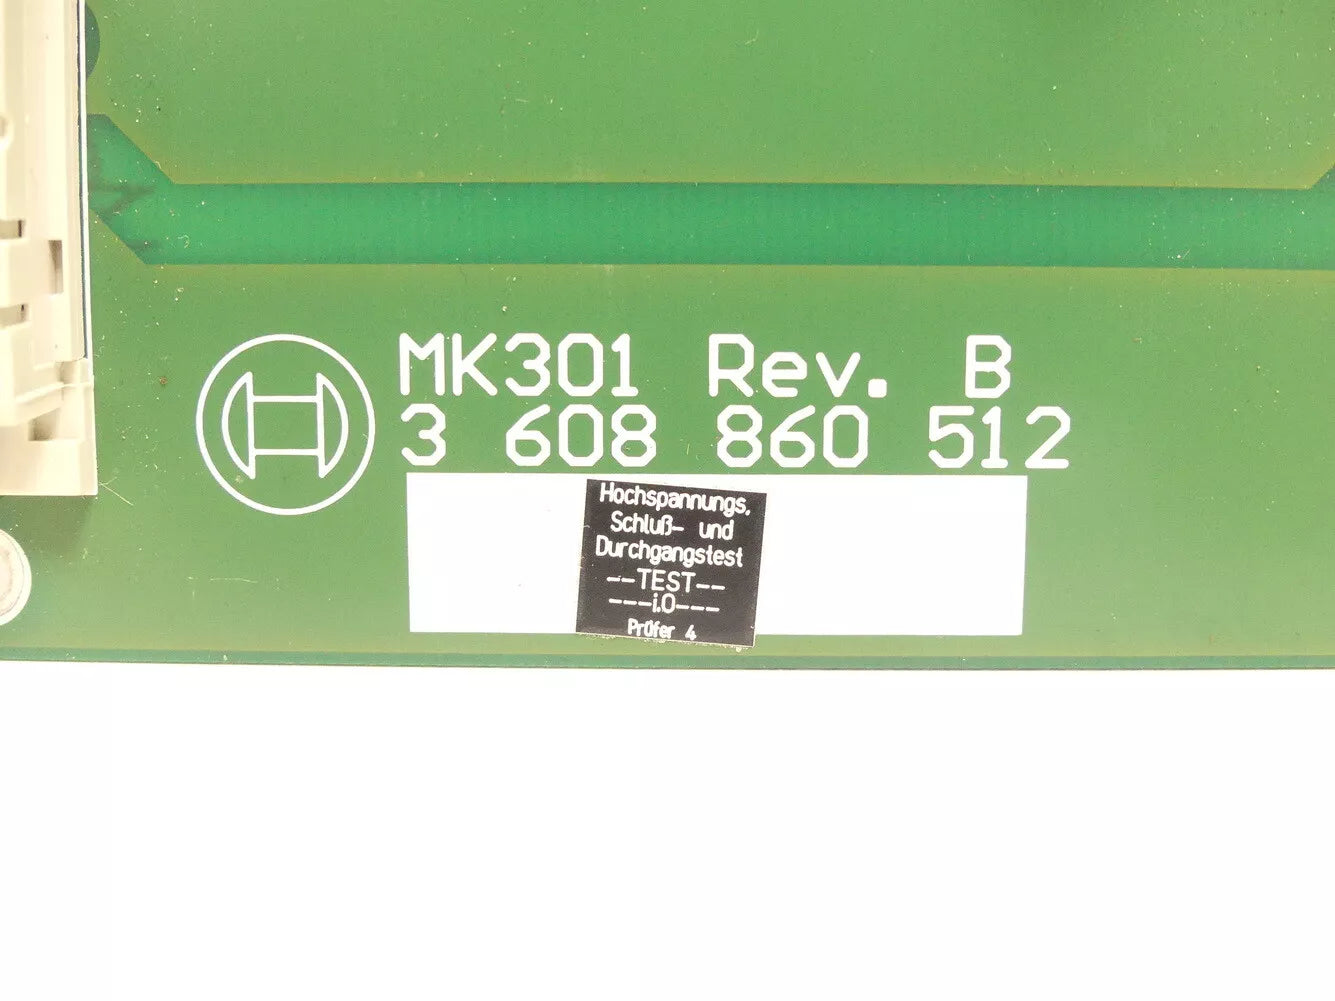 MK301 Rev. B
3 608 860 512
Hochspannungs,
Schluß- und
Durchgangstest
--TEST--
---i.O---
Prüfer 4